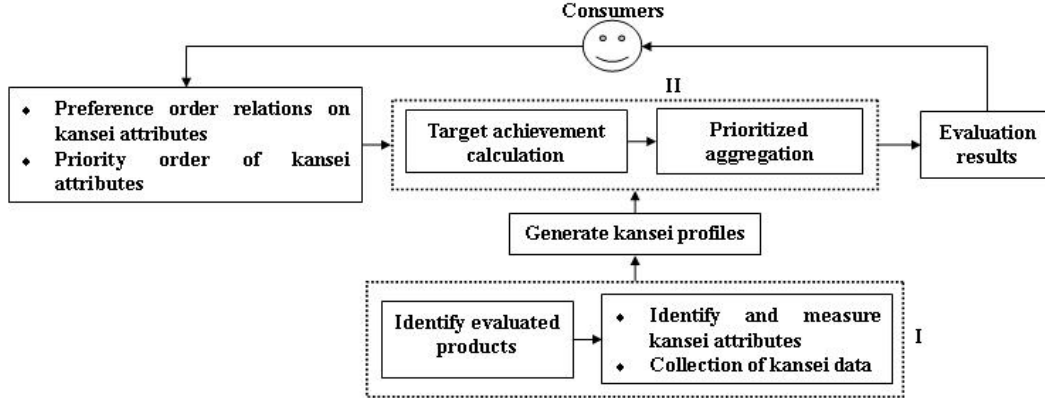 Consumers
II
◆ Preference order relations on
kansei attributes
◆ Priority order of kansei
attributes
Target achievement
calculation
Prioritized
aggregation
Evaluation
results
Generate kansei profiles
Identify evaluated
products
◆ Identify and measure
kansei attributes
◆ Collection of kansei data
I